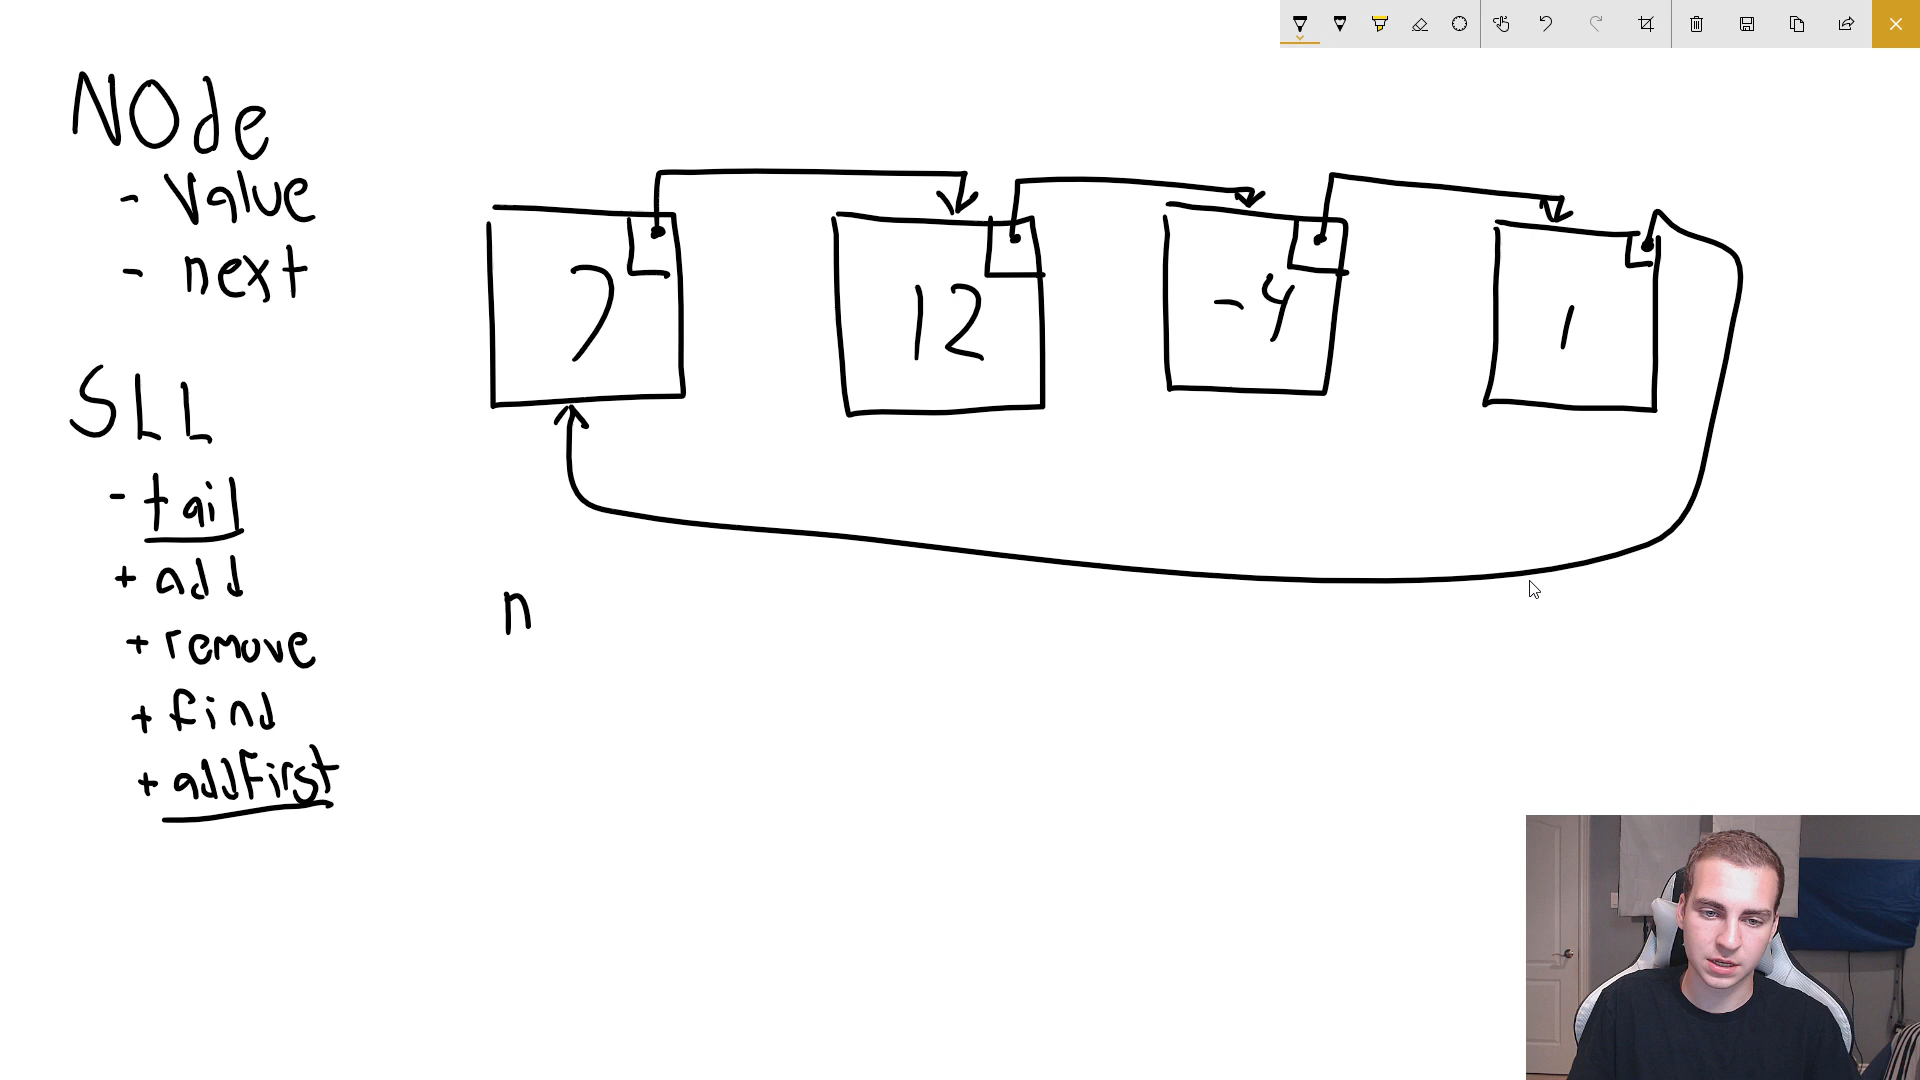 Node
- value
- next
SLL
- tail
+ add
+ remove
+ find
+ addFirst
7
12
-4
1
n